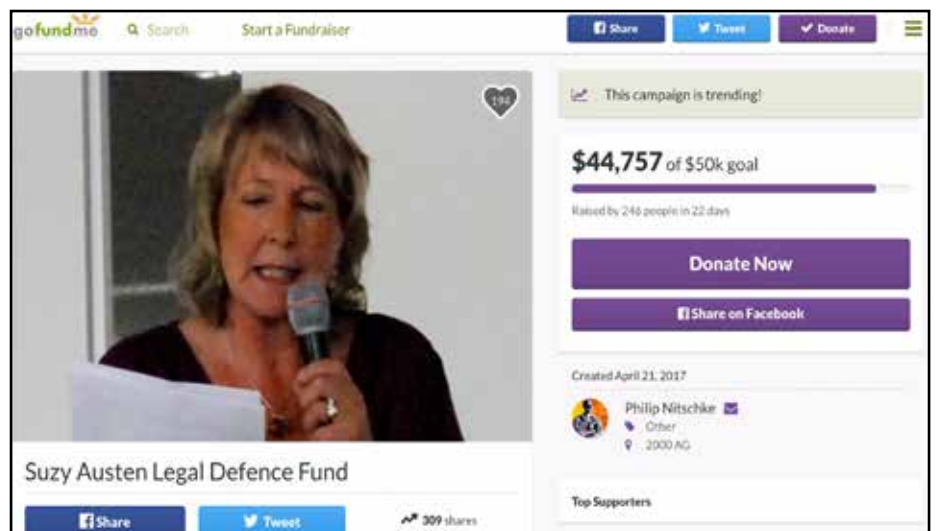 gofundme Search Start a Fundraiser Share Tweet Donate
194
This campaign is trending!
$44,757 of $50k goal
Raised by 246 people in 22 days
Donate Now
Share on Facebook
Created April 21, 2017
Philip Nitschke
Other
2000 AG
Suzy Austen Legal Defence Fund
Share Tweet 309 shares
Top Supporters